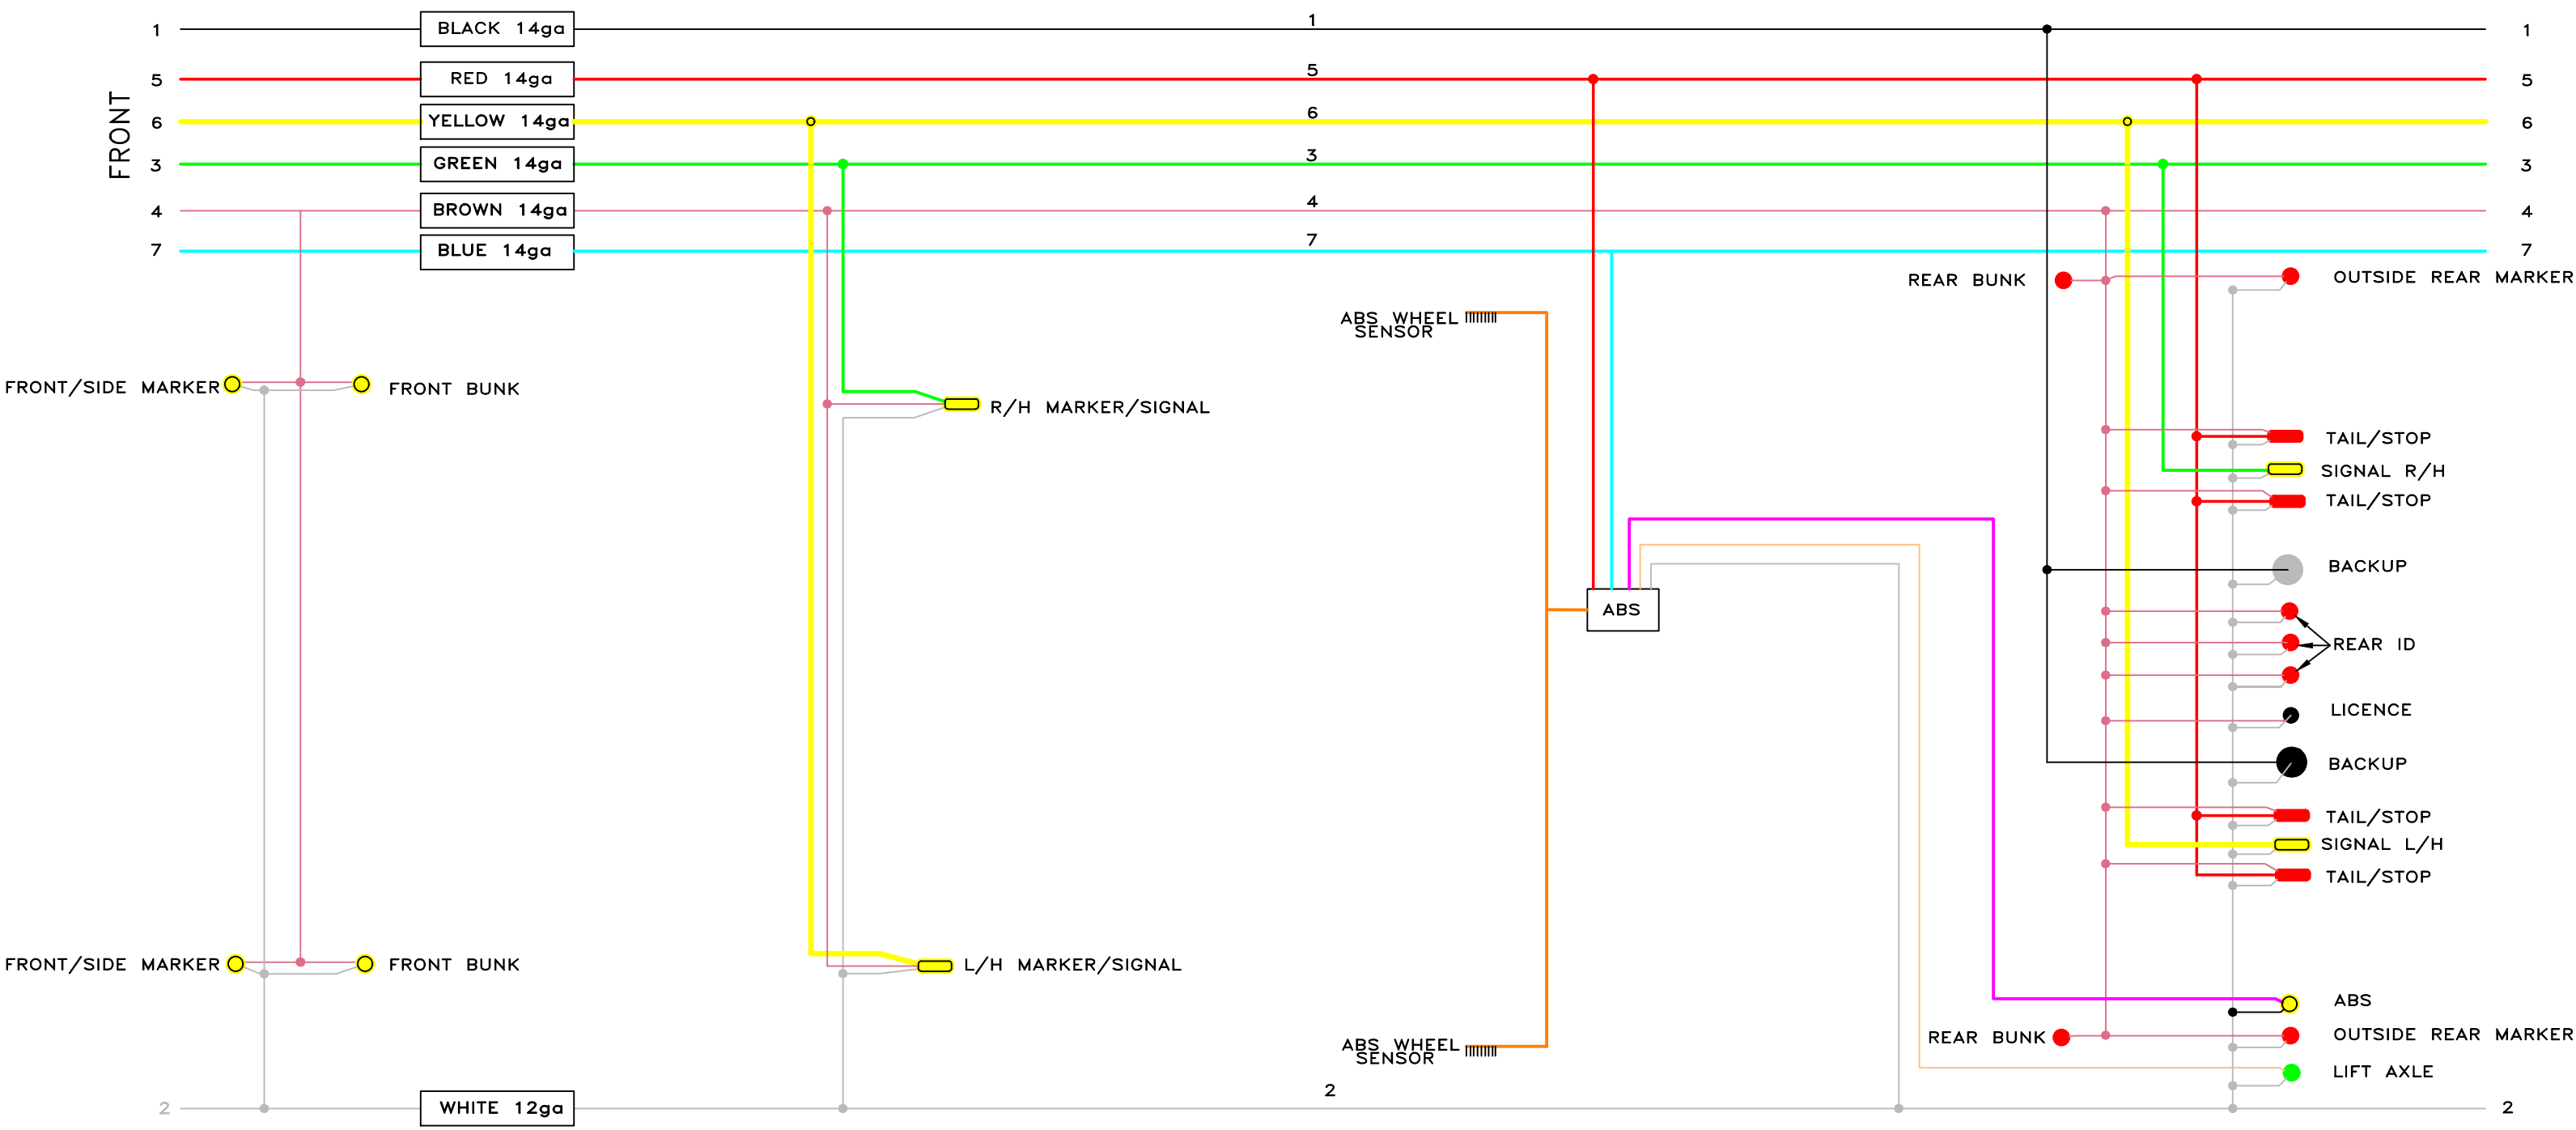 FRONT
1 BLACK 14ga 1 1
5 RED 14ga 5 5
6 YELLOW 14ga 6 6
3 GREEN 14ga 3 3
4 BROWN 14ga 4 4
7 BLUE 14ga 7 7
REAR BUNK OUTSIDE REAR MARKER
ABS WHEEL
SENSOR
FRONT/SIDE MARKER FRONT BUNK
R/H MARKER/SIGNAL
TAIL/STOP
SIGNAL R/H
TAIL/STOP
BACKUP
ABS
REAR ID
LICENCE
BACKUP
TAIL/STOP
SIGNAL L/H
TAIL/STOP
FRONT/SIDE MARKER FRONT BUNK
L/H MARKER/SIGNAL
ABS
REAR BUNK OUTSIDE REAR MARKER
ABS WHEEL
SENSOR
LIFT AXLE
2 WHITE 12ga 2 2